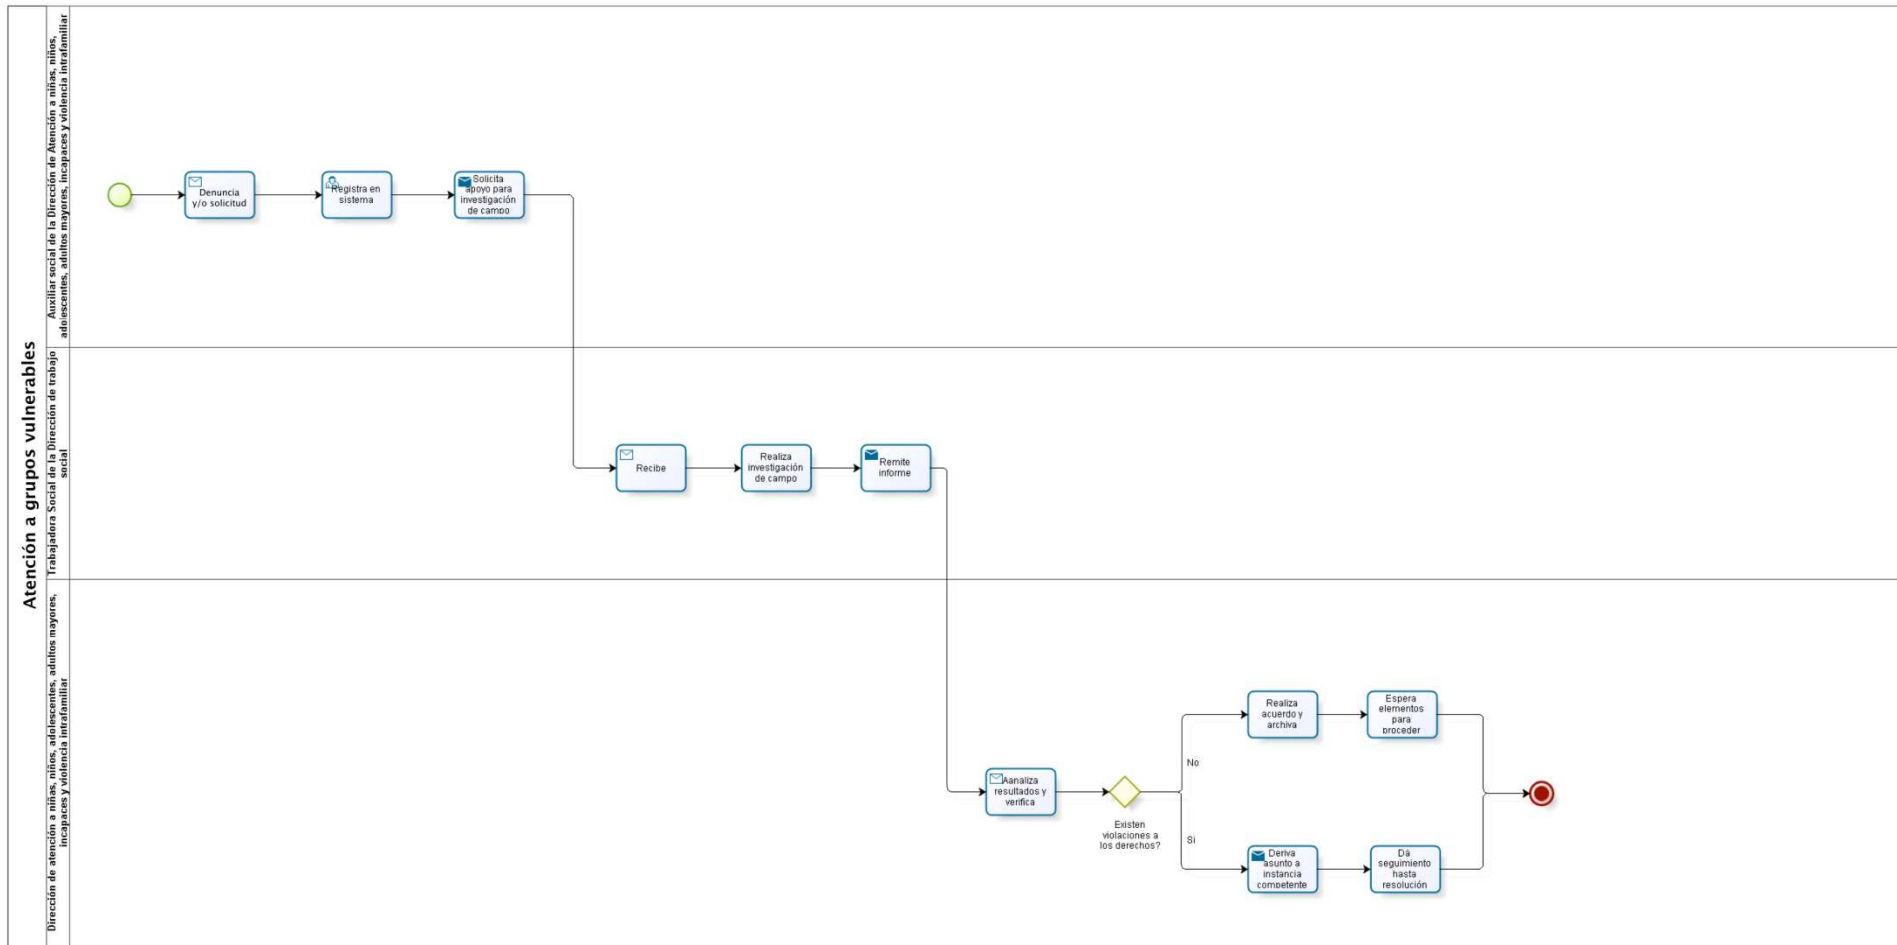 Atención a grupos vulnerables
Auxiliar social de la Dirección de Atención a niñas, niños,
adolescentes, adultos mayores, incapaces y violencia intrafamiliar
Denuncia
y/o solicitud
Registra en
sistema
Solicita
apoyo para
investigación
de campo
Trabajadora Social de la Dirección de trabajo
social
Recibe
Realiza
investigación
de campo
Remite
informe
Dirección de atención a niñas, niños, adolescentes, adultos mayores,
incapaces y violencia intrafamiliar
Aanaliza
resultados y
verifica
Existen
violaciones a
los derechos?
No
Realiza
acuerdo y
archiva
Espera
elementos
para
proceder
Si
Deriva
asunto a
instancia
competente
Dá
seguimiento
hasta
resolución